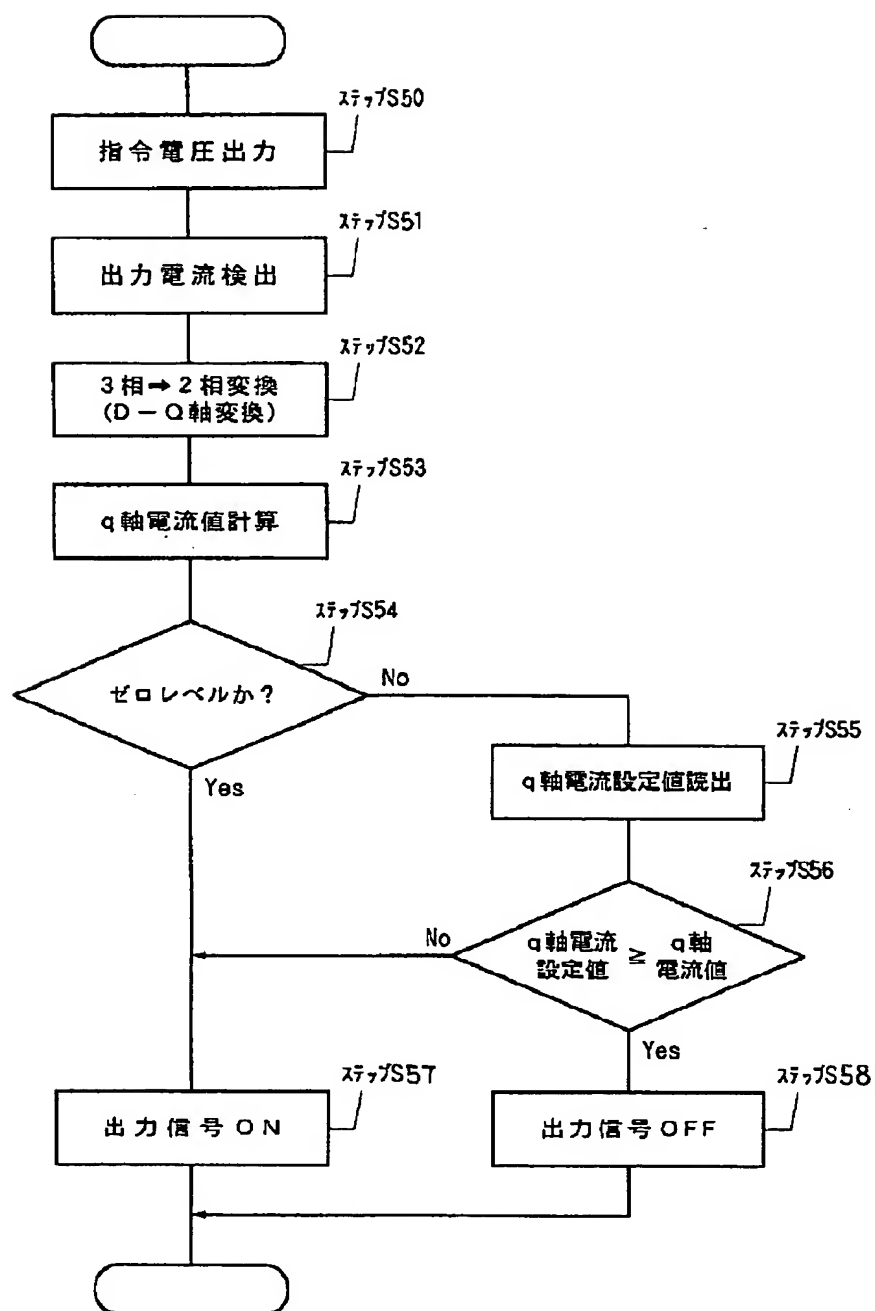 ステップS50
指令電圧出力
ステップS51
出力電流検出
ステップS52
3相→2相変換
(D-Q軸変換)
ステップS53
q軸電流値計算
ステップS54
ゼロレベルか?
No
Yes
ステップS55
q軸電流設定値読出
ステップS56
q軸電流
設定値
≧
q軸
電流値
No
Yes
ステップS57
出力信号ON
ステップS58
出力信号OFF